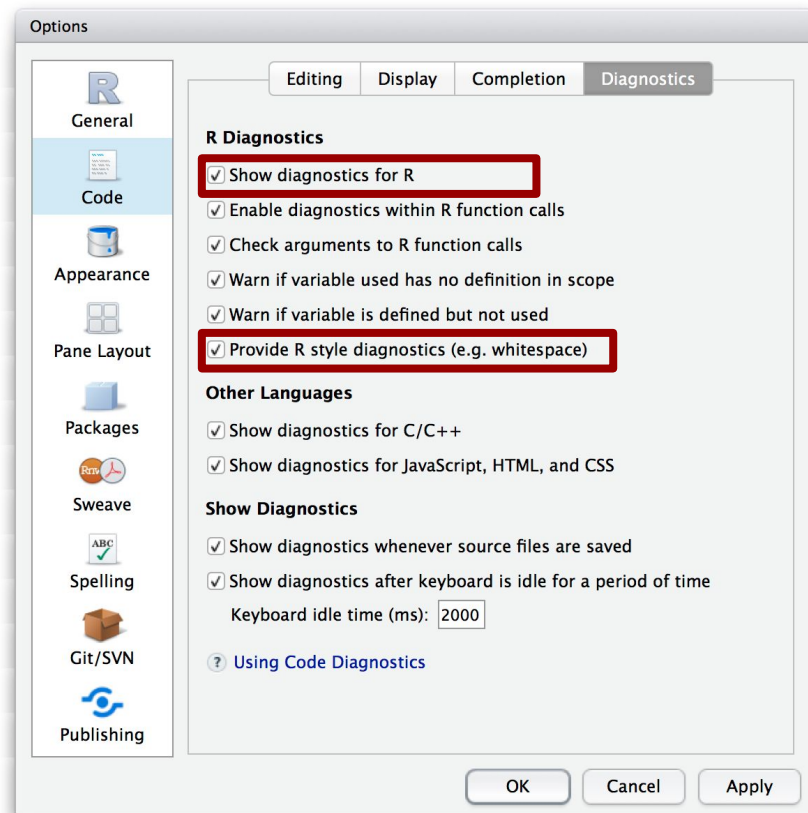 Options
Editing Display Completion Diagnostics
General
Code
Appearance
Pane Layout
Packages
Rnw
Sweave
ABC
Spelling
Git/SVN
Publishing
R Diagnostics
Show diagnostics for R
Enable diagnostics within R function calls
Check arguments to R function calls
Warn if variable used has no definition in scope
Warn if variable is defined but not used
Provide R style diagnostics (e.g. whitespace)
Other Languages
Show diagnostics for C/C++
Show diagnostics for JavaScript, HTML, and CSS
Show Diagnostics
Show diagnostics whenever source files are saved
Show diagnostics after keyboard is idle for a period of time
Keyboard idle time (ms): 2000
? Using Code Diagnostics
OK Cancel Apply